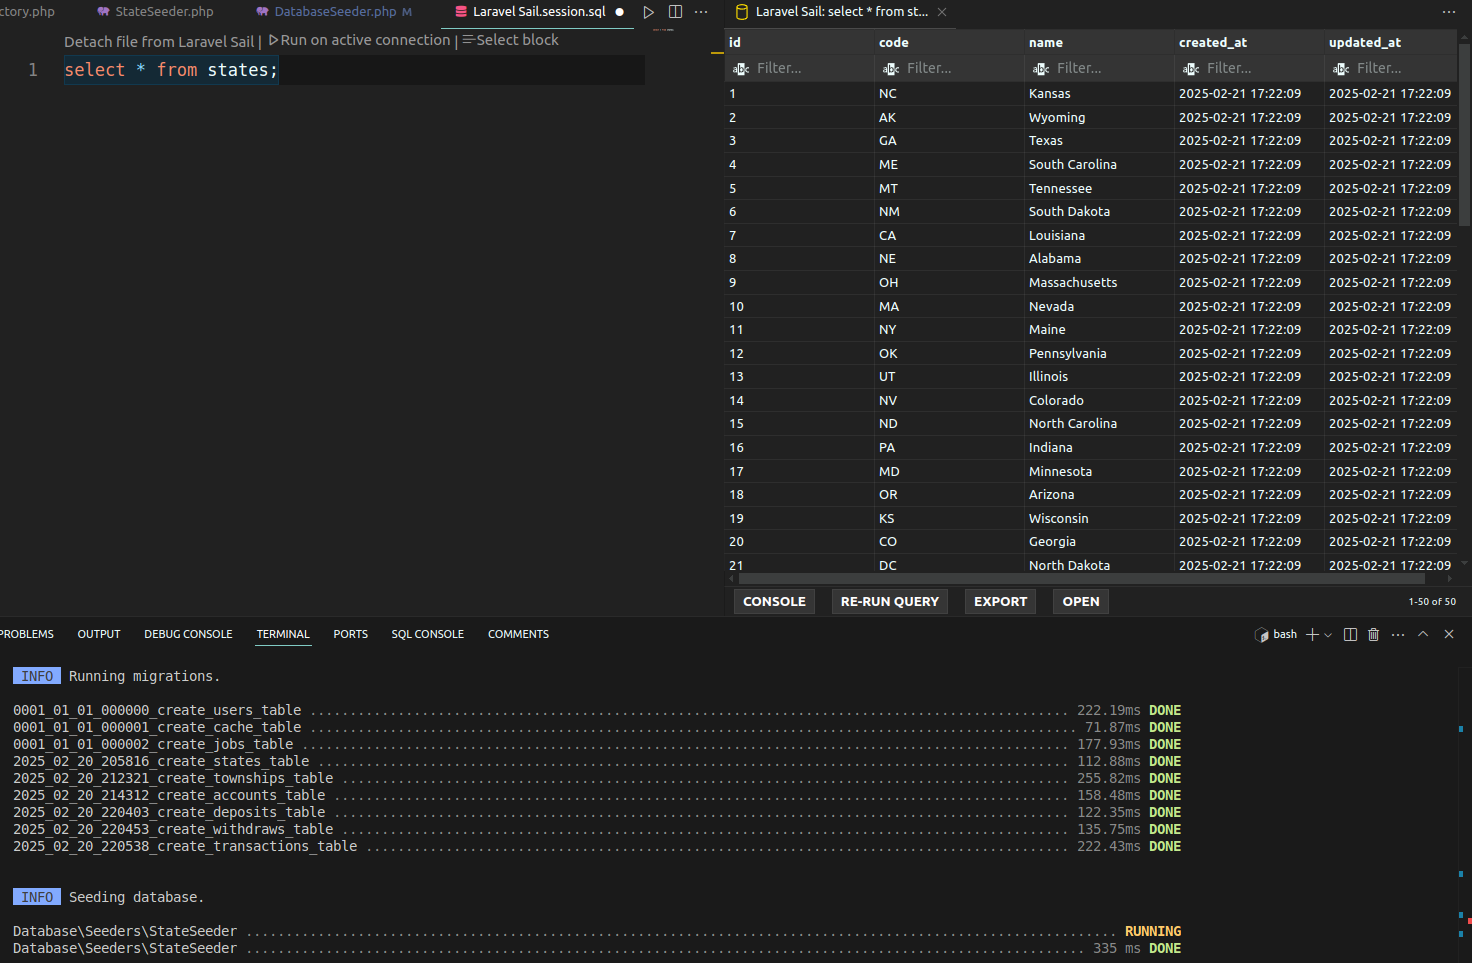 ctory.php StateSeeder.php DatabaseSeeder.php M Laravel Sail.session.sql
Detach file from Laravel Sail | Run on active connection | Select block
1 select * from states;
Laravel Sail: select * from st...
id code name created_at updated_at
abc Filter... abc Filter... abc Filter... abc Filter... abc Filter...
1 NC Kansas 2025-02-21 17:22:09 2025-02-21 17:22:09
2 AK Wyoming 2025-02-21 17:22:09 2025-02-21 17:22:09
3 GA Texas 2025-02-21 17:22:09 2025-02-21 17:22:09
4 ME South Carolina 2025-02-21 17:22:09 2025-02-21 17:22:09
5 MT Tennessee 2025-02-21 17:22:09 2025-02-21 17:22:09
6 NM South Dakota 2025-02-21 17:22:09 2025-02-21 17:22:09
7 CA Louisiana 2025-02-21 17:22:09 2025-02-21 17:22:09
8 NE Alabama 2025-02-21 17:22:09 2025-02-21 17:22:09
9 OH Massachusetts 2025-02-21 17:22:09 2025-02-21 17:22:09
10 MA Nevada 2025-02-21 17:22:09 2025-02-21 17:22:09
11 NY Maine 2025-02-21 17:22:09 2025-02-21 17:22:09
12 OK Pennsylvania 2025-02-21 17:22:09 2025-02-21 17:22:09
13 UT Illinois 2025-02-21 17:22:09 2025-02-21 17:22:09
14 NV Colorado 2025-02-21 17:22:09 2025-02-21 17:22:09
15 ND North Carolina 2025-02-21 17:22:09 2025-02-21 17:22:09
16 PA Indiana 2025-02-21 17:22:09 2025-02-21 17:22:09
17 MD Minnesota 2025-02-21 17:22:09 2025-02-21 17:22:09
18 OR Arizona 2025-02-21 17:22:09 2025-02-21 17:22:09
19 KS Wisconsin 2025-02-21 17:22:09 2025-02-21 17:22:09
20 CO Georgia 2025-02-21 17:22:09 2025-02-21 17:22:09
21 DC North Dakota 2025-02-21 17:22:09 2025-02-21 17:22:09
CONSOLE RE-RUN QUERY EXPORT OPEN 1-50 of 50
PROBLEMS OUTPUT DEBUG CONSOLE TERMINAL PORTS SQL CONSOLE COMMENTS bash
INFO Running migrations.
0001_01_01_000000_create_users_table ........ 222.19ms DONE
0001_01_01_000001_create_cache_table ........ 71.87ms DONE
0001_01_01_000002_create_jobs_table ........ 177.93ms DONE
2025_02_20_205816_create_states_table ........ 112.88ms DONE
2025_02_20_212321_create_townships_table ........ 255.82ms DONE
2025_02_20_214312_create_accounts_table ........ 158.48ms DONE
2025_02_20_220403_create_deposits_table ........ 122.35ms DONE
2025_02_20_220453_create_withdraws_table ........ 135.75ms DONE
2025_02_20_220538_create_transactions_table ........ 222.43ms DONE
INFO Seeding database.
Database\Seeders\StateSeeder ........ RUNNING
Database\Seeders\StateSeeder ........ 335 ms DONE